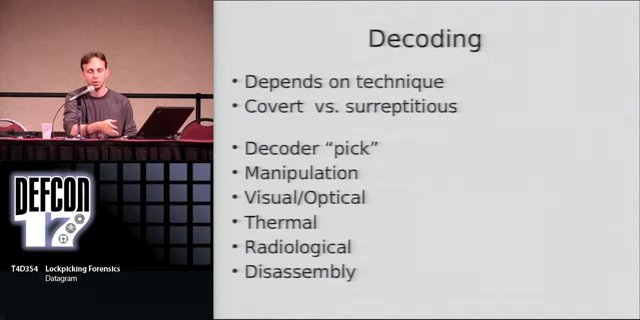 Decoding
• Depends on technique
• Covert vs. surreptitious
• Decoder “pick”
• Manipulation
• Visual/Optical
• Thermal
• Radiological
• Disassembly
DEFCON
17
T4D3S4 Lockpicking Forensics
Datagram